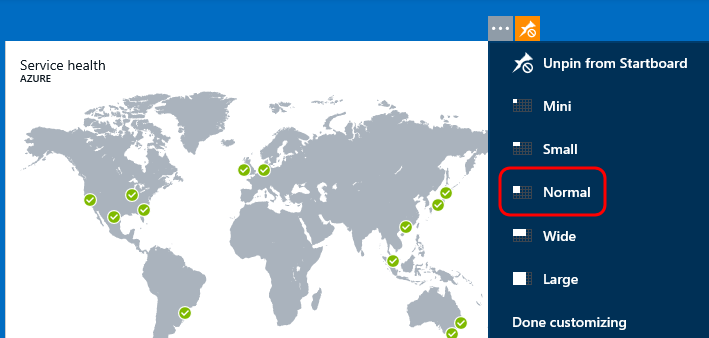 Service health
AZURE
Unpin from Startboard
Mini
Small
Normal
Wide
Large
Done customizing